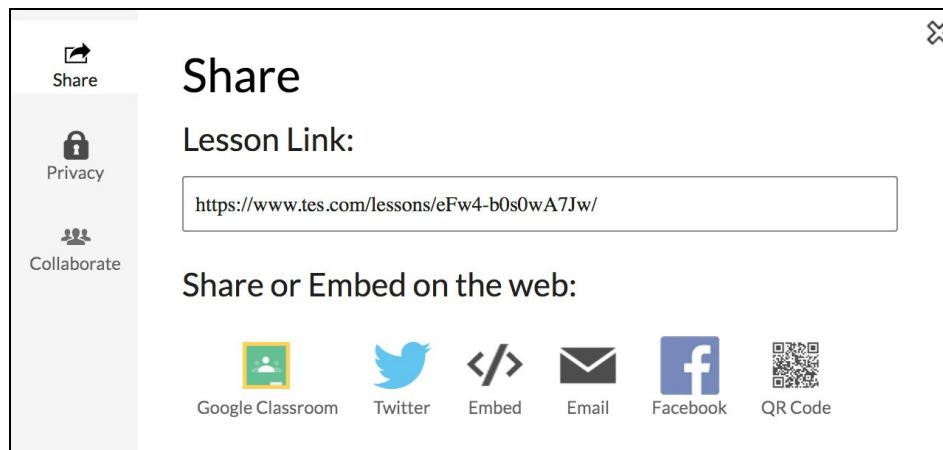 Share
Privacy
Collaborate
Share
Lesson Link:
https://www.tes.com/lessons/eFw4-b0s0wA7Jw/
Share or Embed on the web:
Google Classroom Twitter Embed Email Facebook QR Code